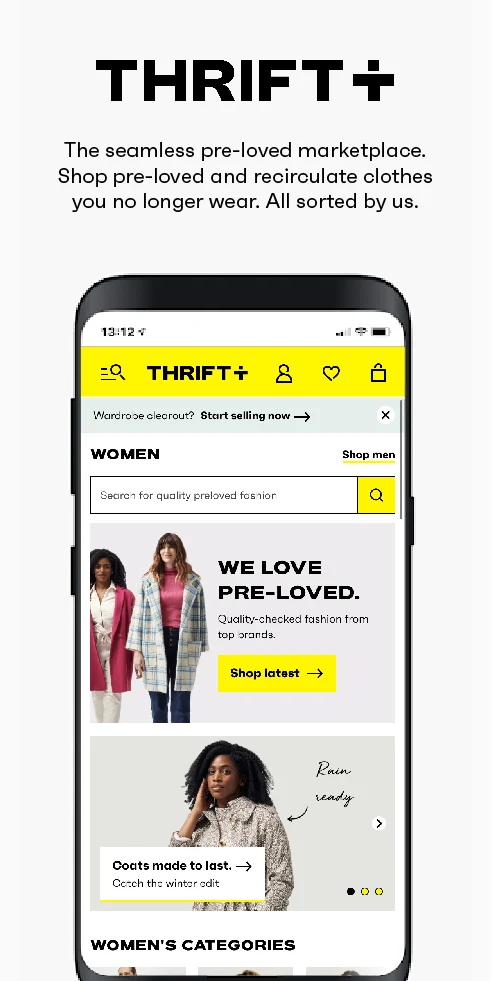 THRIFT+
The seamless pre-loved marketplace.
Shop pre-loved and recirculate clothes
you no longer wear. All sorted by us.
13:12
THRIFT+
Wardrobe clearout? Start selling now →
WOMEN
Shop men
Search for quality preloved fashion
WE LOVE
PRE-LOVED.
Quality-checked fashion from
top brands.
Shop latest →
Rain
ready
Coats made to last. →
Catch the winter edit
WOMEN'S CATEGORIES